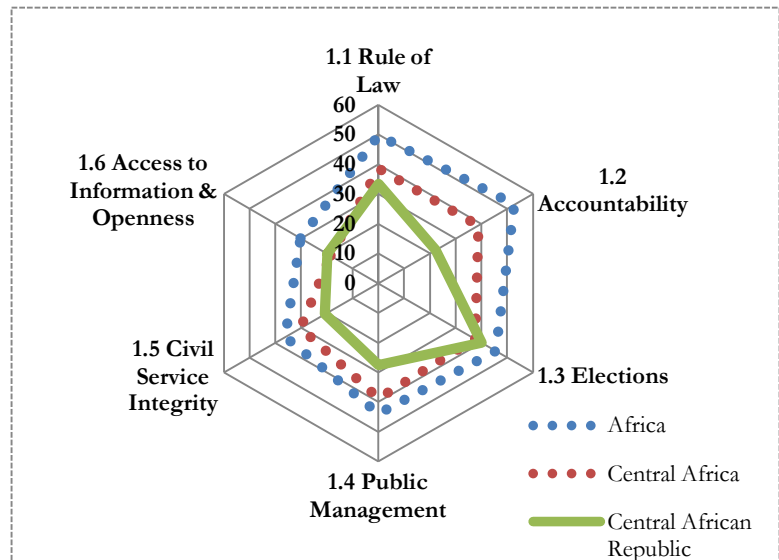 1.1 Rule of
Law
60
50
40
30
20
10
0
1.2
Accountability
1.3 Elections
1.4 Public
Management
1.5 Civil
Service
Integrity
1.6 Access to
Information &
Openness
Africa
Central Africa
Central African
Republic